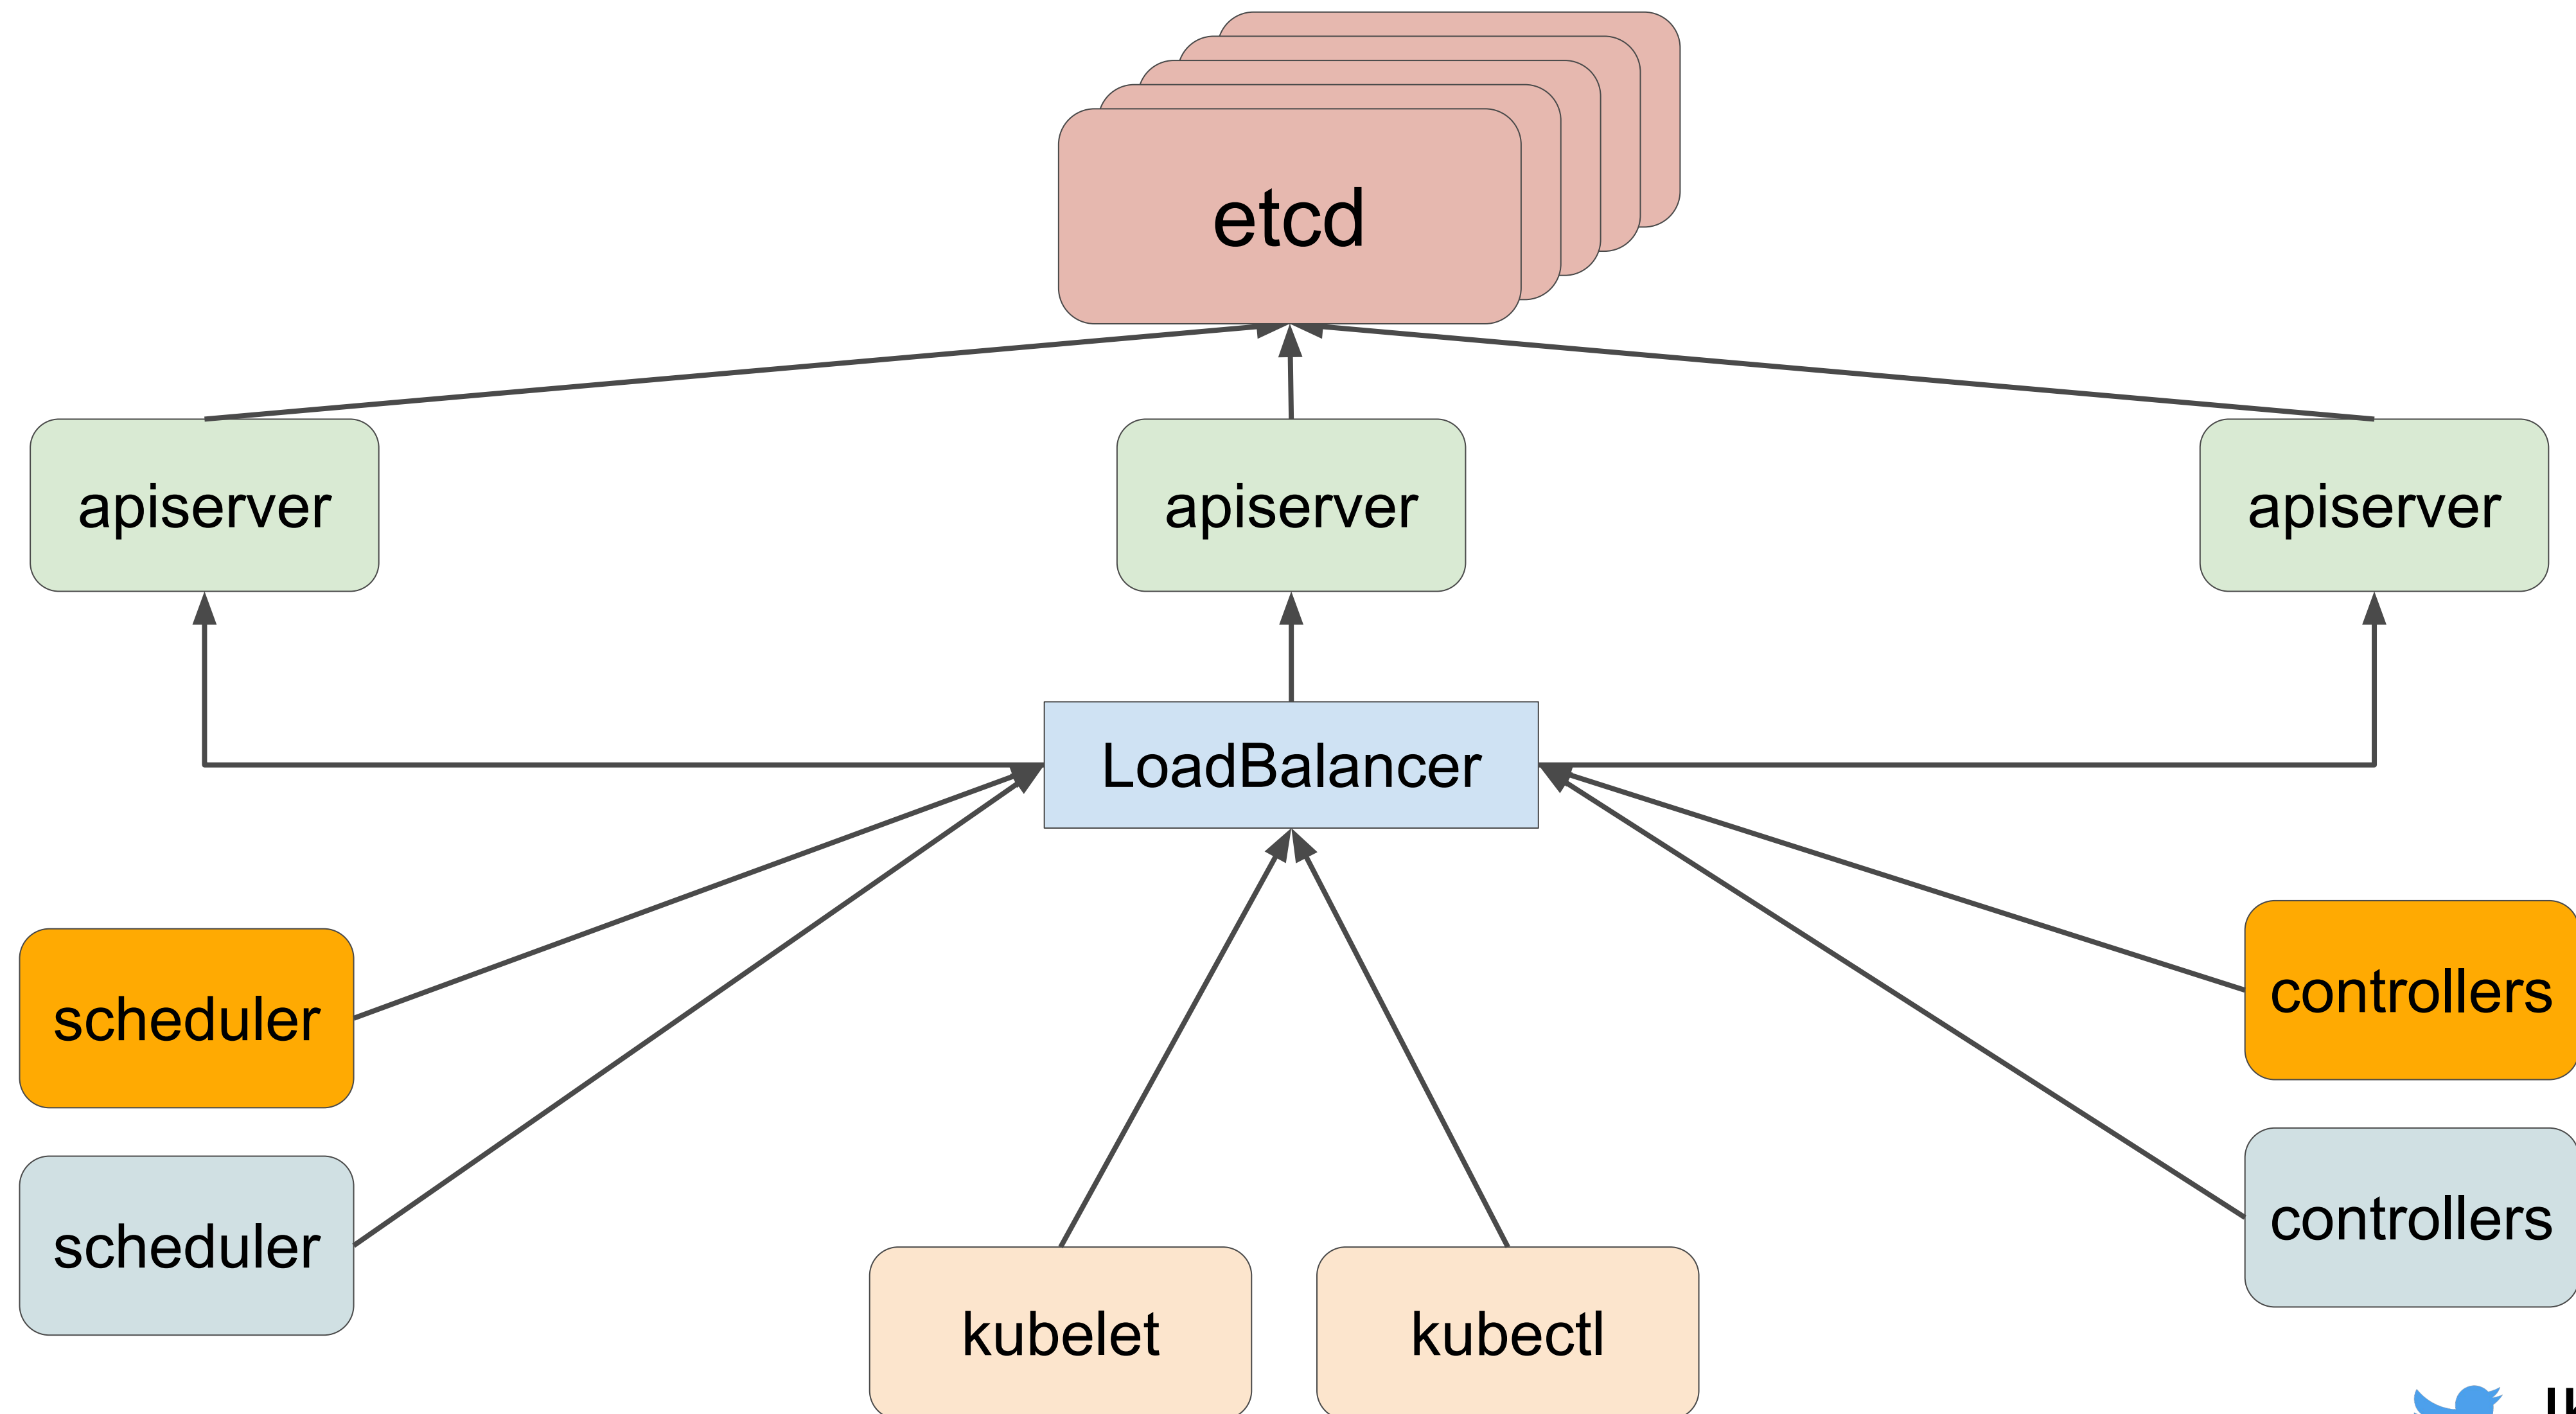 etcd
apiserver
apiserver
apiserver
LoadBalancer
scheduler
controllers
scheduler
controllers
kubelet
kubectl